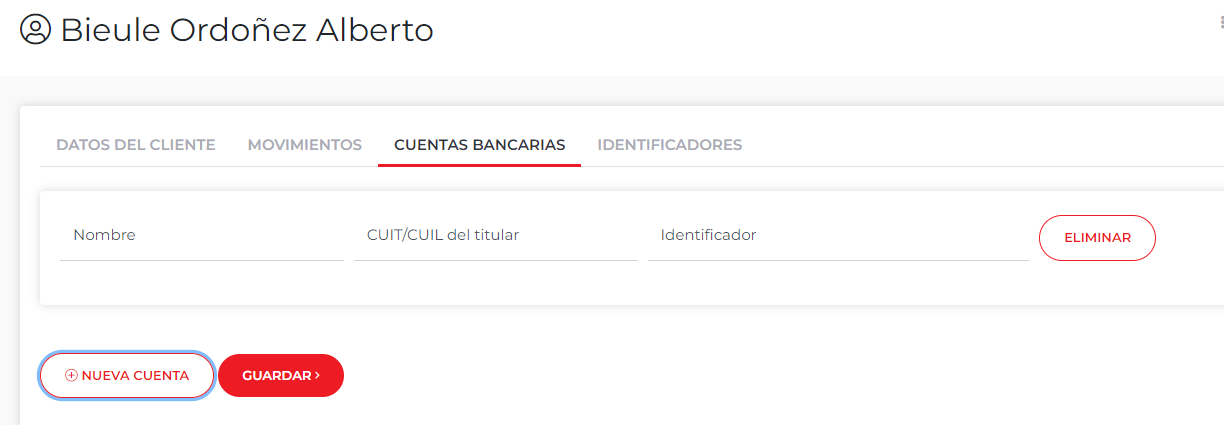 Bieule Ordoñez Alberto
DATOS DEL CLIENTE MOVIMIENTOS CUENTAS BANCARIAS IDENTIFICADORES
Nombre CUIT/CUIL del titular Identificador ELIMINAR
NUEVA CUENTA GUARDAR